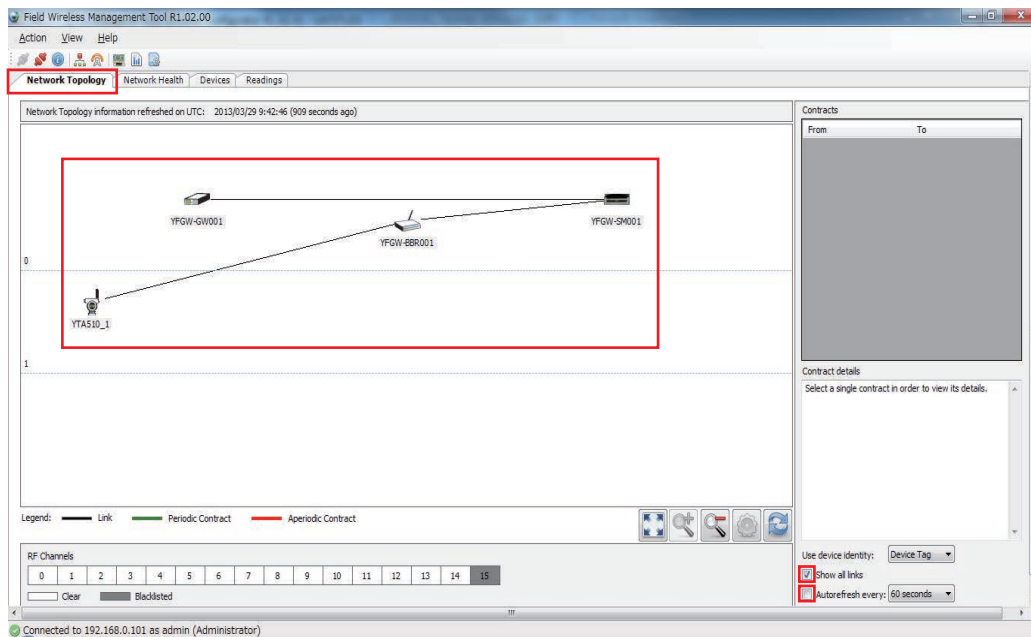 Field Wireless Management Tool R1.02.00
Action View Help
Network Topology Network Health Devices Readings
Network Topology information refreshed on UTC: 2013/03/29 9:42:46 (909 seconds ago)
Contracts
From To
YFGW-GW001
YFGW-SM001
YFGW-BBR001
0
YTA510_1
1
Contract details
Select a single contract in order to view its details.
Legend: Link Periodic Contract Aperiodic Contract
RF Channels
0 1 2 3 4 5 6 7 8 9 10 11 12 13 14 15
Clear Blacklisted
Use device identity: Device Tag
Show all links
Autorefresh every: 60 seconds
Connected to 192.168.0.101 as admin (Administrator)